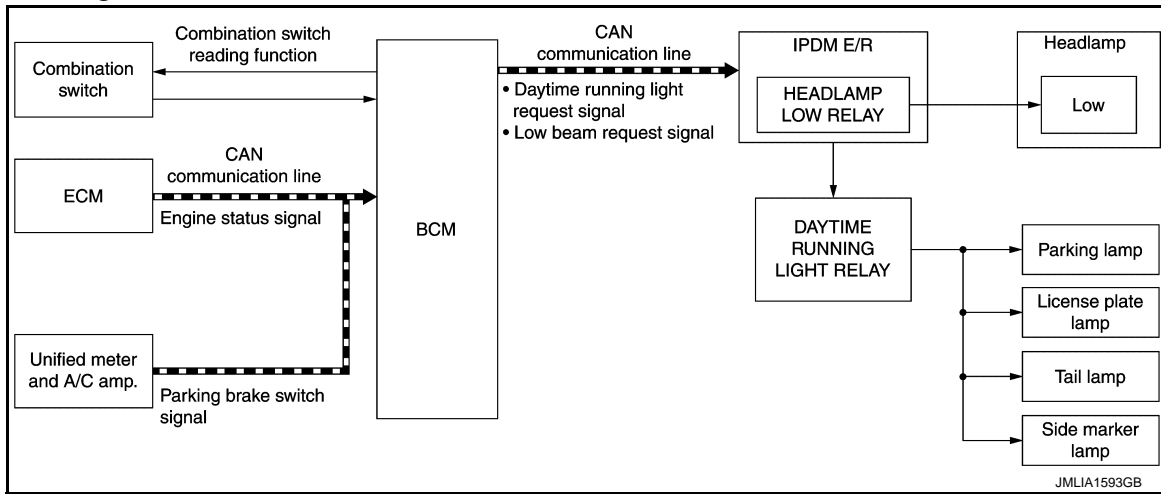 Combination switch
reading function
Combination
switch
CAN
communication line
• Daytime running light
request signal
• Low beam request signal
IPDM E/R
HEADLAMP
LOW RELAY
Headlamp
Low
CAN
communication line
ECM
Engine status signal
BCM
DAYTIME
RUNNING
LIGHT RELAY
Parking lamp
License plate
lamp
Tail lamp
Side marker
lamp
Unified meter
and A/C amp.
Parking brake switch
signal
JMLIA1593GB